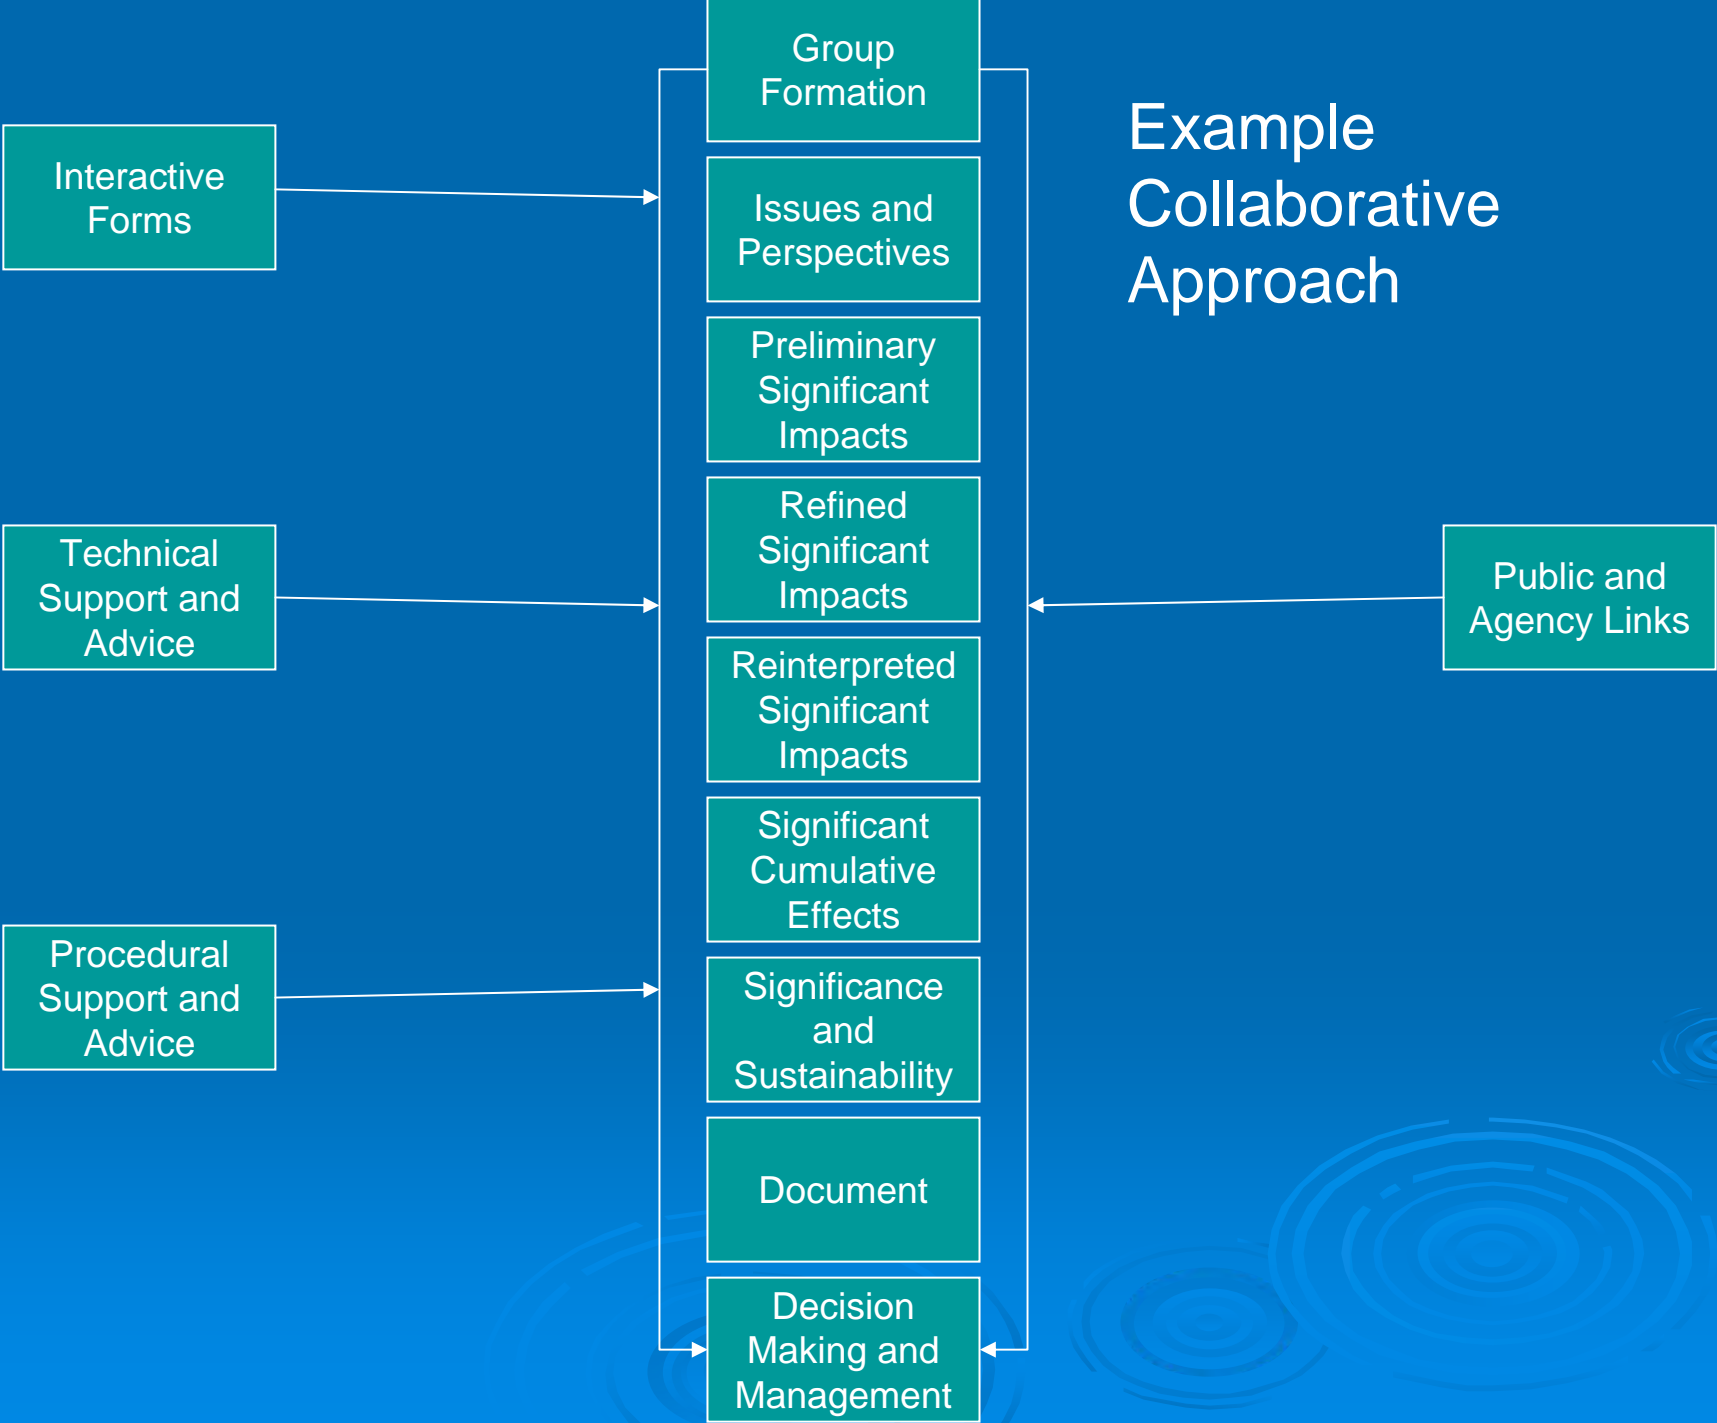 Group
Formation
Example
Collaborative
Approach
Interactive
Forms
Issues and
Perspectives
Preliminary
Significant
Impacts
Refined
Significant
Impacts
Technical
Support and
Advice
Public and
Agency Links
Reinterpreted
Significant
Impacts
Significant
Cumulative
Effects
Procedural
Support and
Advice
Significance
and
Sustainability
Document
Decision
Making and
Management